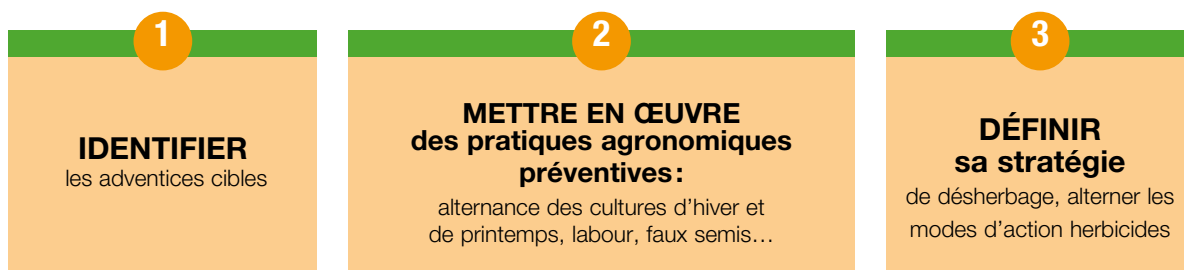 1
IDENTIFIER
les adventices cibles
2
METTRE EN ŒUVRE
des pratiques agronomiques
préventives :
alternance des cultures d’hiver et
de printemps, labour, faux semis…
3
DÉFINIR
sa stratégie
de désherbage, alterner les
modes d’action herbicides